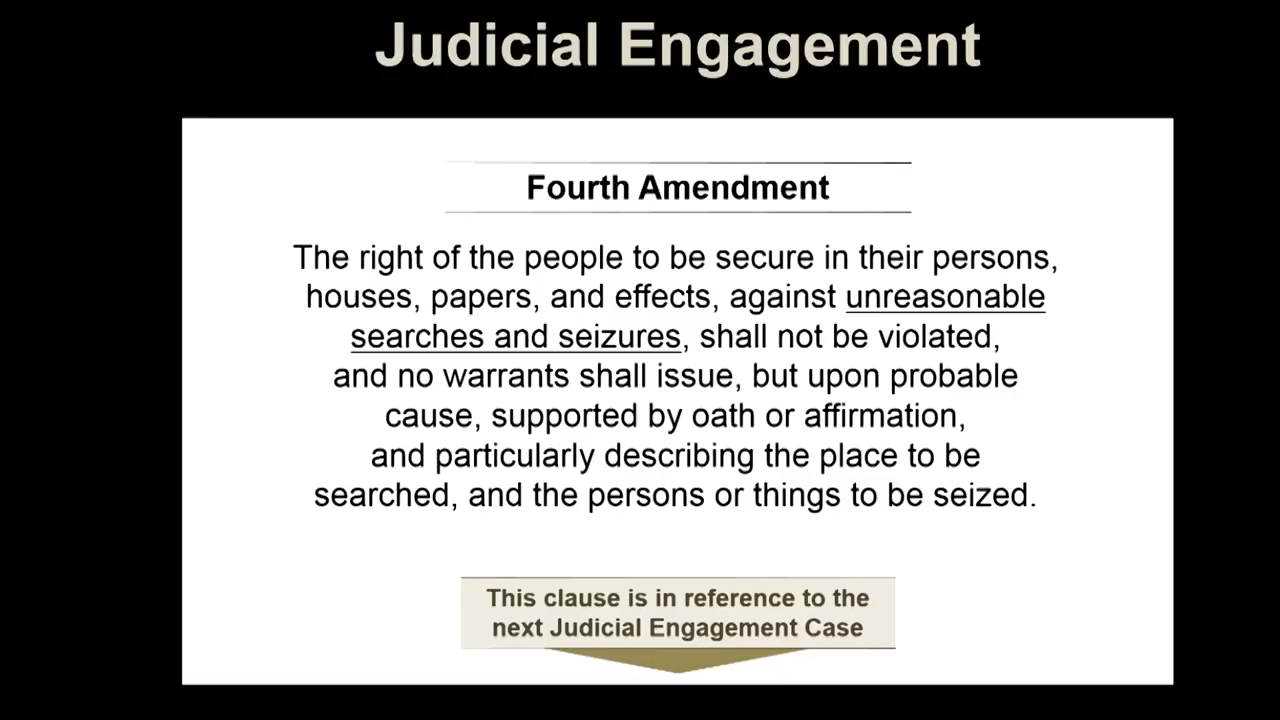 Judicial Engagement
Fourth Amendment
The right of the people to be secure in their persons,
houses, papers, and effects, against unreasonable
searches and seizures, shall not be violated,
and no warrants shall issue, but upon probable
cause, supported by oath or affirmation,
and particularly describing the place to be
searched, and the persons or things to be seized.
This clause is in reference to the
next Judicial Engagement Case